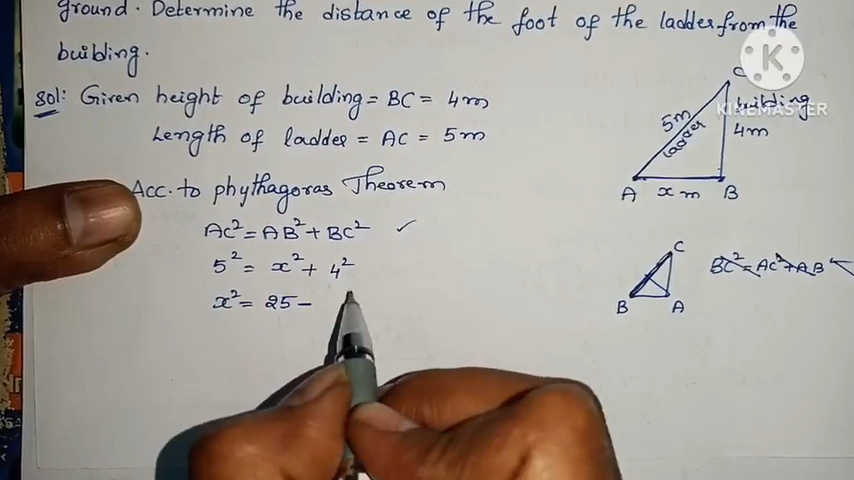 ground. Determine the distance of the foot of the ladder from the
building.
Sol: Given height of building = BC = 4m
Length of ladder = AC = 5m
Acc. to phythagoras Theorem
AC² = AB² + BC² ✓
5² = x² + 4²
x² = 25 –
C
building
4m
5m
ladder
A x m B
C
B A
BC² = AC² + AB²
K
KINEMASTER